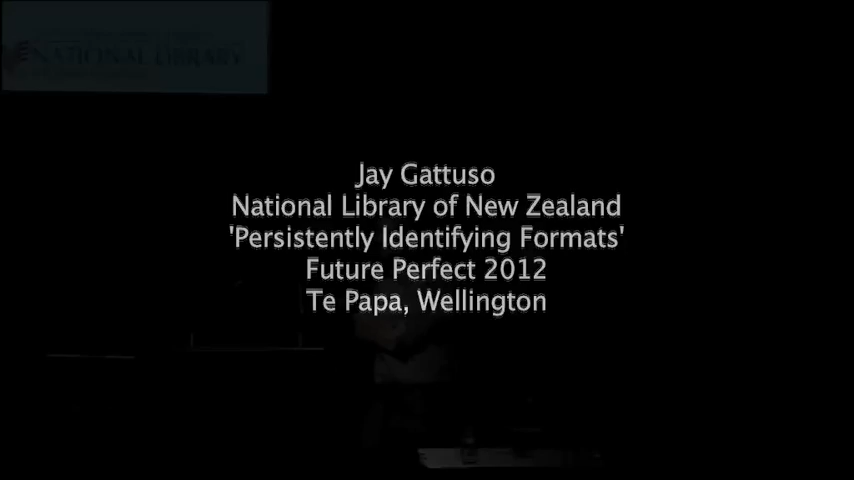 NATIONAL LIBRARY
Jay Gattuso
National Library of New Zealand
'Persistently Identifying Formats'
Future Perfect 2012
Te Papa, Wellington